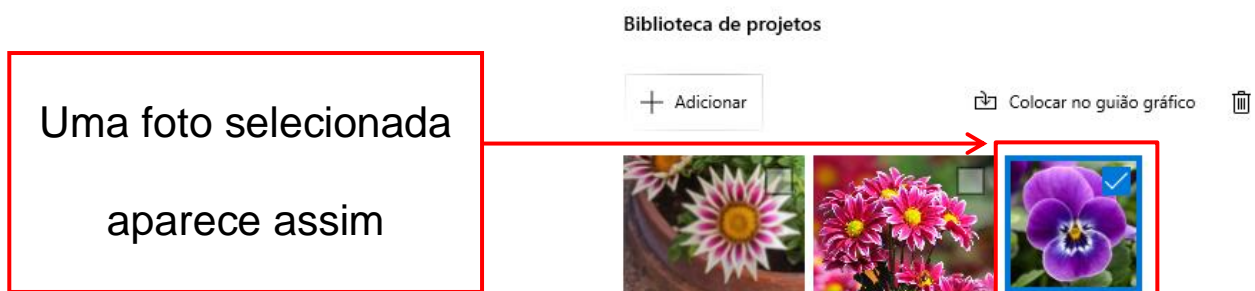 Biblioteca de projetos
Adicionar
Colocar no guião gráfico
Uma foto selecionada
aparece assim